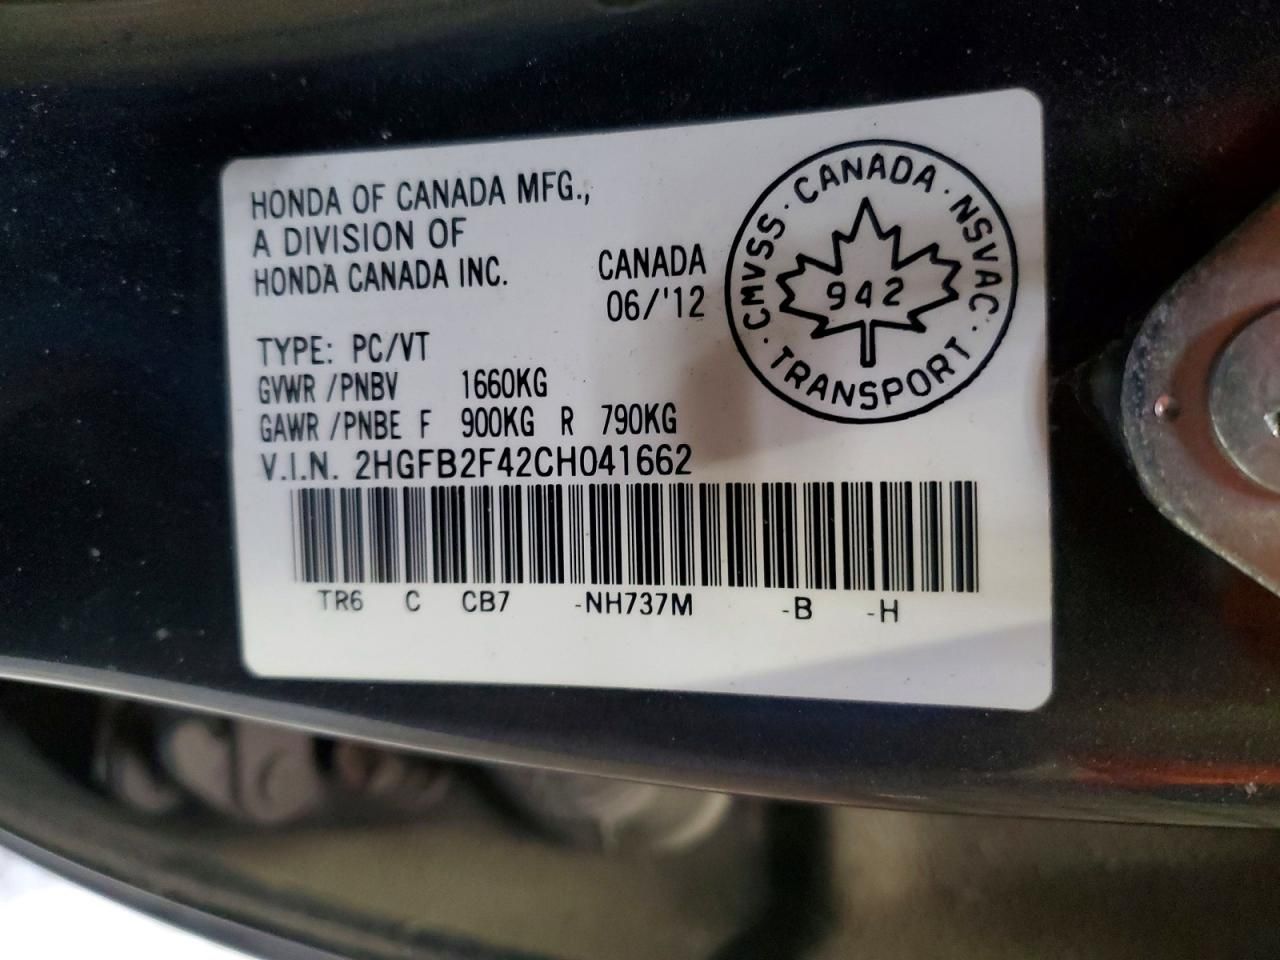 HONDA OF CANADA MFG.,
A DIVISION OF
HONDA CANADA INC.
CANADA
06/'12
CMVSS · CANADA · NSVAC · TRANSPORT ·
942
TYPE: PC/VT
GVWR /PNBV 1660KG
GAWR /PNBE F 900KG R 790KG
V.I.N. 2HGFB2F42CH041662
TR6 C CB7 -NH737M -B -H